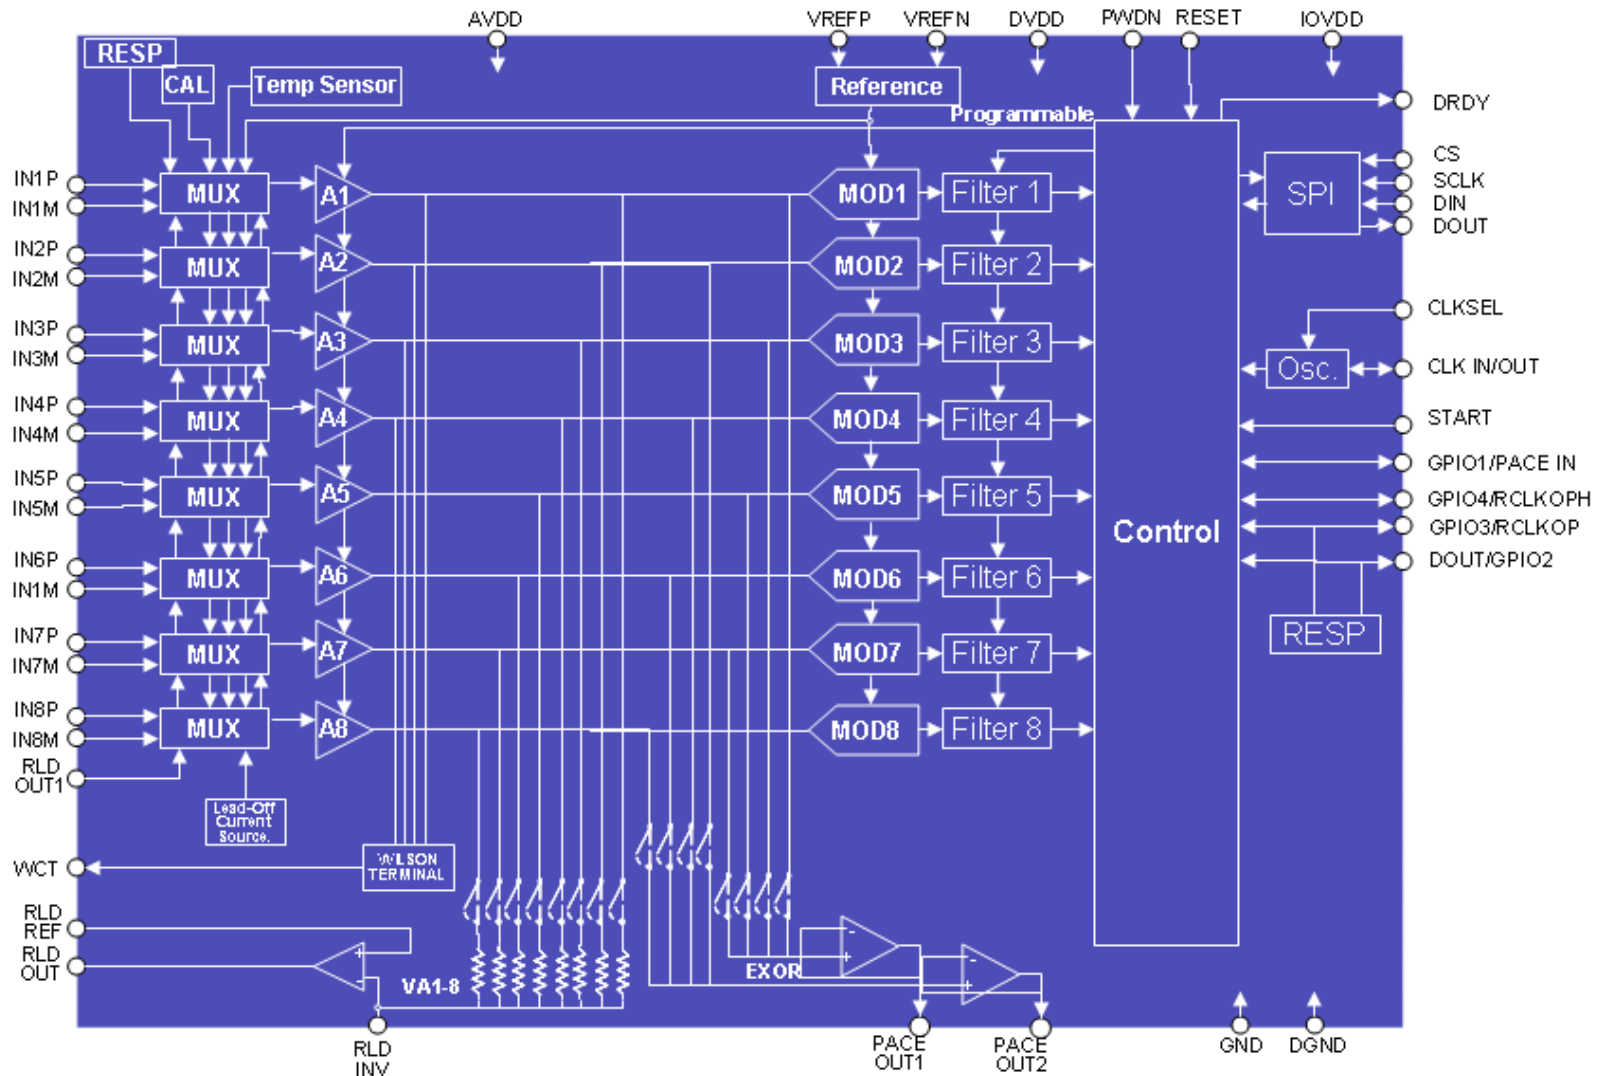 AVDD
VREFP
VREFN
DVDD
PWDN
RESET
IOVDD
RESP
CAL
Temp Sensor
Reference
Programmable
DRDY
CS
SCLK
DIN
DOUT
SPI
IN1P
IN1M
MUX
A1
MOD1
Filter 1
IN2P
IN2M
MUX
A2
MOD2
Filter 2
IN3P
IN3M
MUX
A3
MOD3
Filter 3
CLKSEL
Osc.
CLK IN/OUT
IN4P
IN4M
MUX
A4
MOD4
Filter 4
START
IN5P
IN5M
MUX
A5
MOD5
Filter 5
GPIO1/PACE IN
GPIO4/RCLKOPH
GPIO3/RCLKOP
DOUT/GPIO2
Control
IN6P
IN1M
MUX
A6
MOD6
Filter 6
RESP
IN7P
IN7M
MUX
A7
MOD7
Filter 7
IN8P
IN8M
MUX
A8
MOD8
Filter 8
RLD
OUT1
Lead-Off
Current
Source.
WCT
WILSON
TERMINAL
RLD
REF
RLD
OUT
+
-
VA1-8
EXOR
-
+
-
+
RLD
INV
PACE
OUT1
PACE
OUT2
GND
DGND